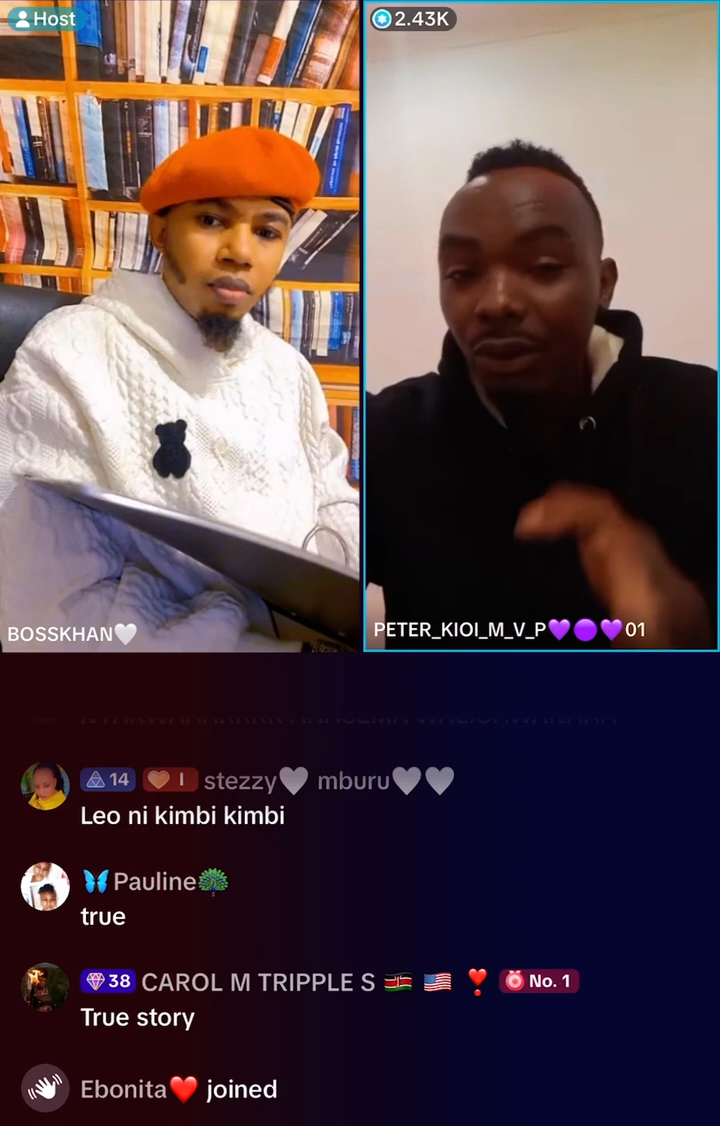 Host
2.43K
BOSSKHAN🤍
PETER_KIOI_M_V_P💜🟣💜01
14 I stezzy🤍 mburu🤍🤍
Leo ni kimbi kimbi
🦋Pauline🦚
true
38 CAROL M TRIPPLE S 🇰🇪 🇺🇸 ❣️ No. 1
True story
Ebonita❤️ joined